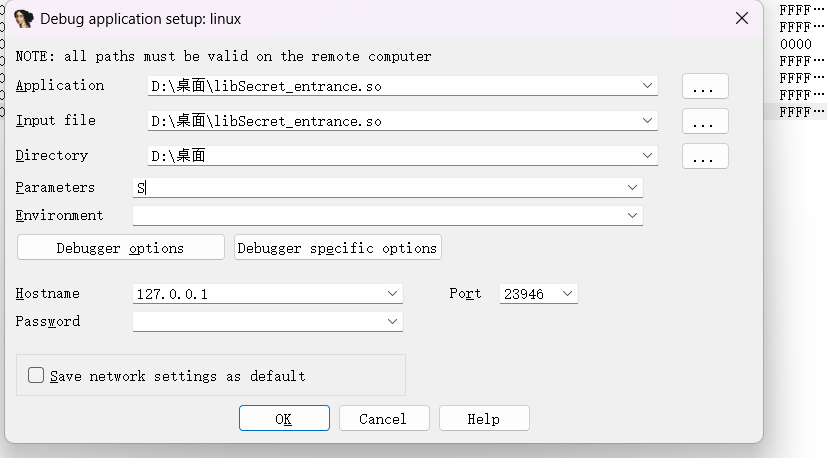 Debug application setup: linux
NOTE: all paths must be valid on the remote computer
Application D:\桌面\libSecret_entrance.so ...
Input file D:\桌面\libSecret_entrance.so ...
Directory D:\桌面 ...
Parameters S
Environment
Debugger options Debugger specific options
Hostname 127.0.0.1 Port 23946
Password
Save network settings as default
OK Cancel Help
FFFF…
FFFF…
0000
FFFF…
FFFF…
FFFF…
FFFF…